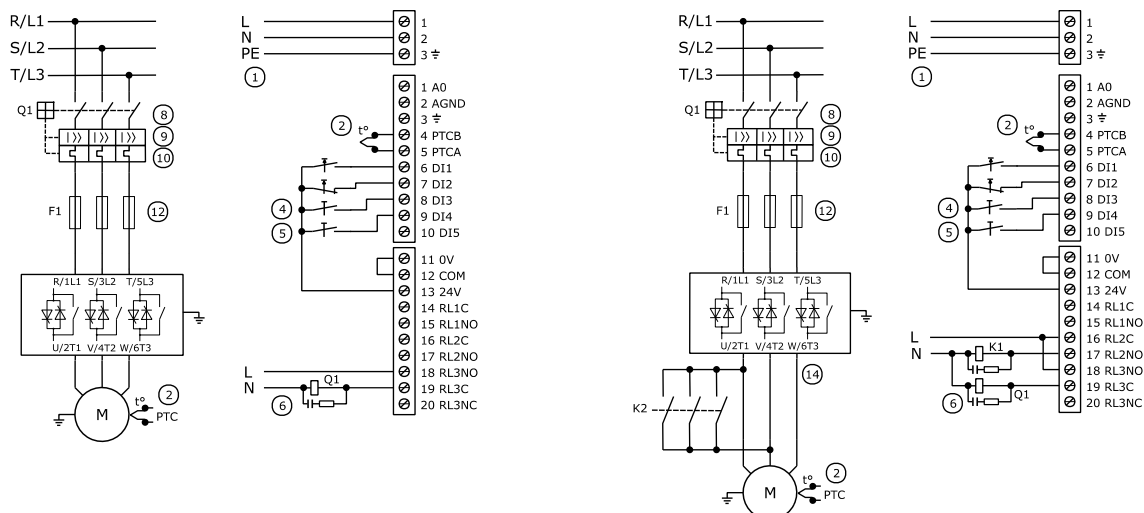 R/L1
S/L2
T/L3
Q1
8
9
10
F1
12
R/1L1 S/3L2 T/5L3
U/2T1 V/4T2 W/6T3
M
t°
PTC
2
L
N
PE
1
1
2
3
1 A0
2 AGND
3
4 PTCB
5 PTCA
6 DI1
7 DI2
8 DI3
9 DI4
10 DI5
2
t°
4
5
11 0V
12 COM
13 24V
14 RL1C
15 RL1NO
16 RL2C
17 RL2NO
18 RL3NO
19 RL3C
20 RL3NC
L
N
Q1
6
R/L1
S/L2
T/L3
Q1
8
9
10
F1
12
R/1L1 S/3L2 T/5L3
U/2T1 V/4T2 W/6T3
14
K2
M
t°
PTC
2
L
N
PE
1
1
2
3
1 A0
2 AGND
3
4 PTCB
5 PTCA
6 DI1
7 DI2
8 DI3
9 DI4
10 DI5
2
t°
4
5
11 0V
12 COM
13 24V
14 RL1C
15 RL1NO
16 RL2C
17 RL2NO
18 RL3NO
19 RL3C
20 RL3NC
L
N
K1
Q1
6